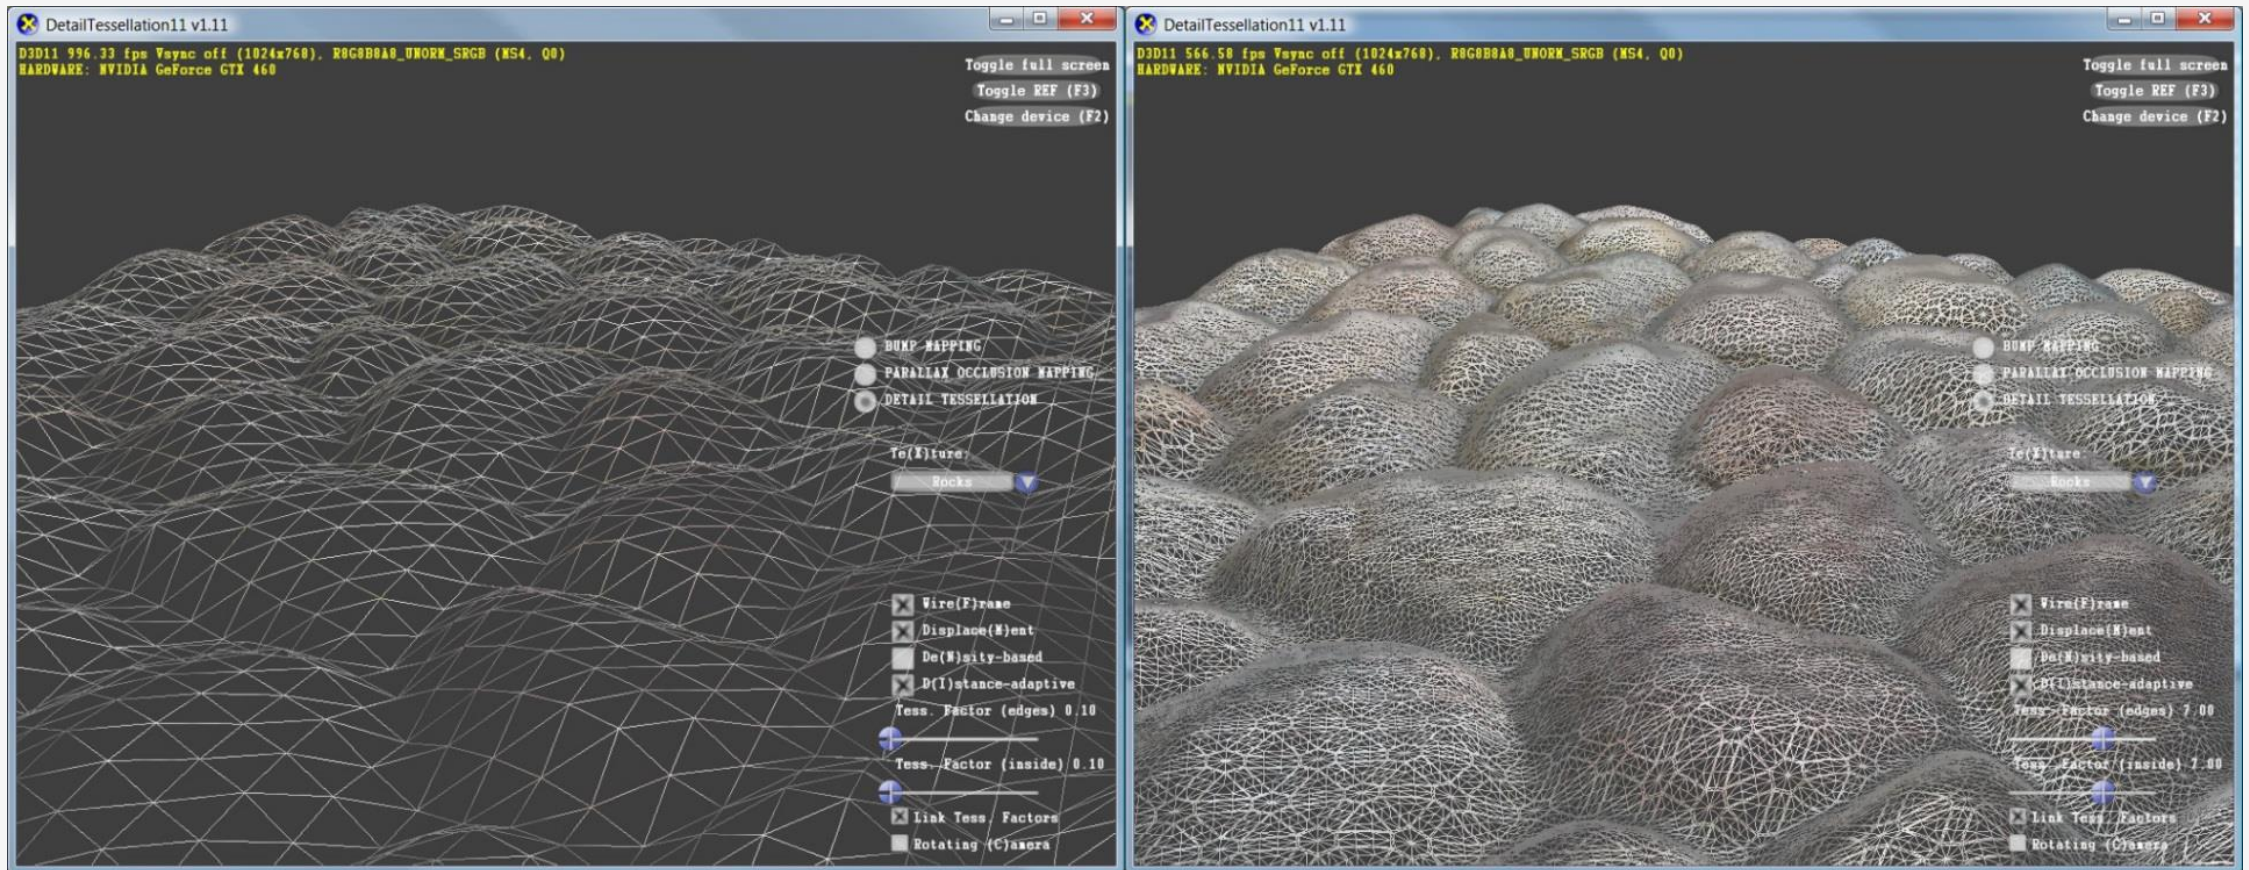 DetailTessellation11 v1.11
D3D11 996.33 fps Vsync off (1024x768), R8G8B8A8_UNORM_SRGB (MS4, Q0)
HARDWARE: NVIDIA GeForce GTX 460
Toggle full screen
Toggle REF (F3)
Change device (F2)
BUMP MAPPING
PARALLAX OCCLUSION MAPPING
DETAIL TESSELLATION
Te(X)ture:
Rocks
Wire(F)rame
Displace(M)ent
De(N)sity-based
D(I)stance-adaptive
Tess. Factor (edges) 0.10
Tess. Factor (inside) 0.10
Link Tess. Factors
Rotating (C)amera
DetailTessellation11 v1.11
D3D11 566.58 fps Vsync off (1024x768), R8G8B8A8_UNORM_SRGB (MS4, Q0)
HARDWARE: NVIDIA GeForce GTX 460
Toggle full screen
Toggle REF (F3)
Change device (F2)
BUMP MAPPING
PARALLAX OCCLUSION MAPPING
DETAIL TESSELLATION
Te(X)ture:
Rocks
Wire(F)rame
Displace(M)ent
De(N)sity-based
D(I)stance-adaptive
Tess. Factor (edges) 7.00
Tess. Factor (inside) 7.00
Link Tess. Factors
Rotating (C)amera